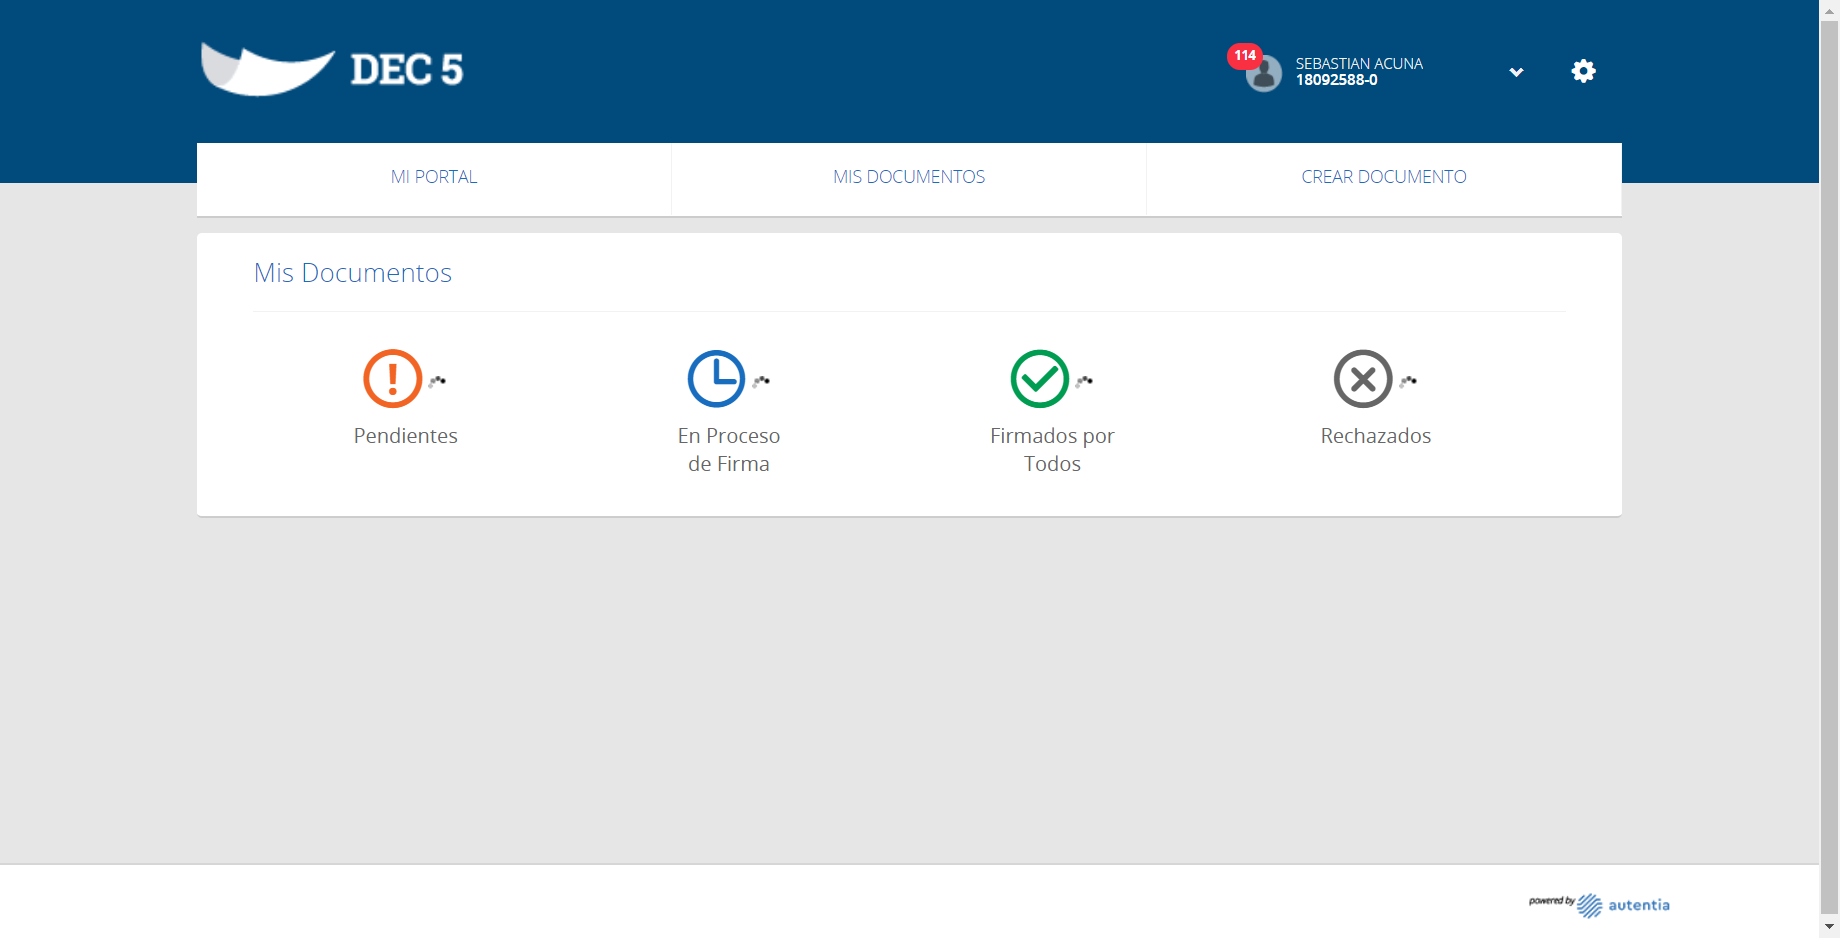 DEC 5
114
SEBASTIAN ACUNA
18092588-0
MI PORTAL
MIS DOCUMENTOS
CREAR DOCUMENTO
Mis Documentos
Pendientes
En Proceso
de Firma
Firmados por
Todos
Rechazados
powered by autentia